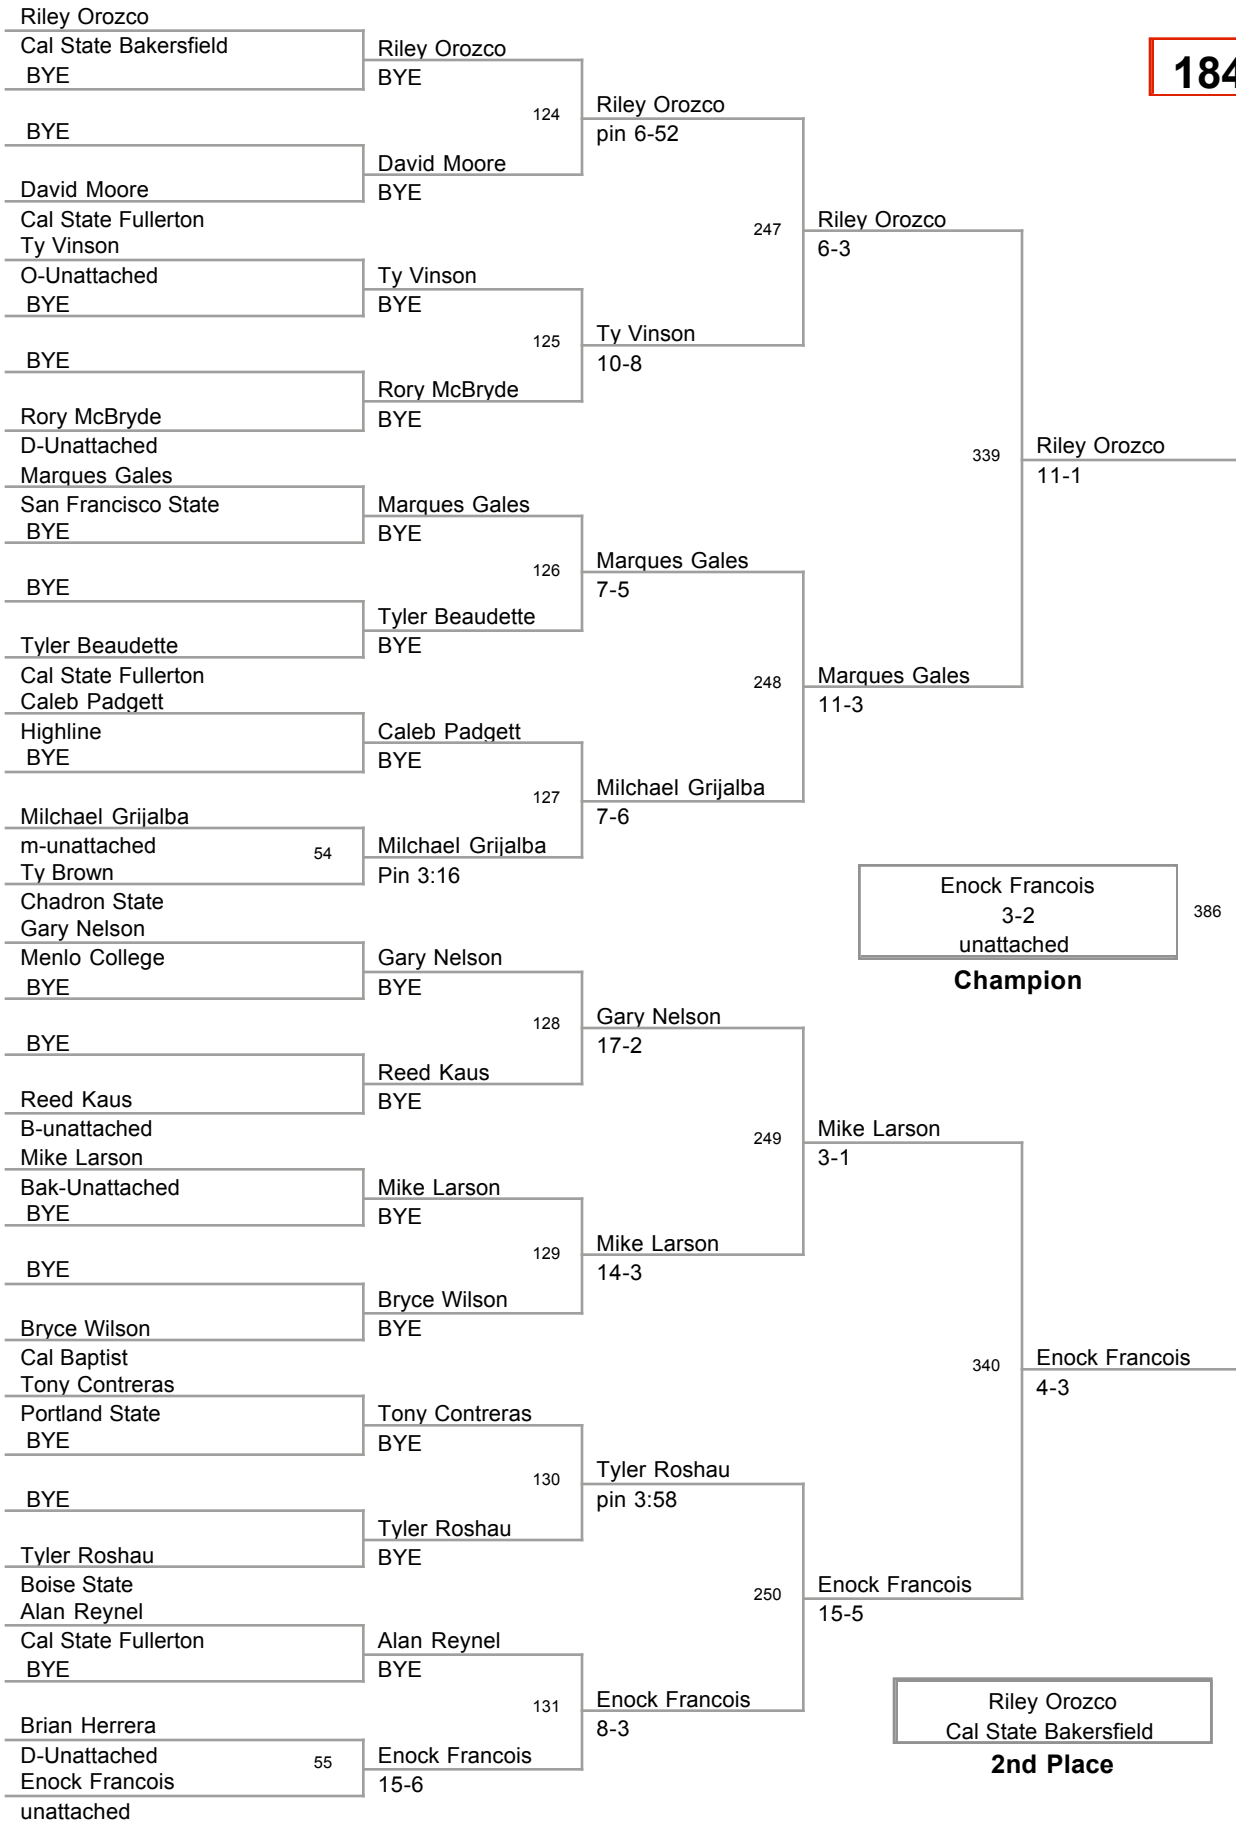 Riley Orozco
Cal State Bakersfield
BYE
BYE
David Moore
Cal State Fullerton
Ty Vinson
O-Unattached
BYE
BYE
Rory McBryde
D-Unattached
Marques Gales
San Francisco State
BYE
BYE
Tyler Beaudette
Cal State Fullerton
Caleb Padgett
Highline
BYE
Milchael Grijalba
m-unattached
54
Ty Brown
Chadron State
Gary Nelson
Menlo College
BYE
BYE
Reed Kaus
B-unattached
Mike Larson
Bak-Unattached
BYE
BYE
Bryce Wilson
Cal Baptist
Tony Contreras
Portland State
BYE
BYE
Tyler Roshau
Boise State
Alan Reynel
Cal State Fullerton
BYE
Brian Herrera
D-Unattached
55
Enock Francois
unattached
Riley Orozco
BYE
124
David Moore
BYE
Ty Vinson
BYE
125
Rory McBryde
BYE
Marques Gales
BYE
126
Tyler Beaudette
BYE
Caleb Padgett
BYE
127
Milchael Grijalba
Pin 3:16
Gary Nelson
BYE
128
Reed Kaus
BYE
Mike Larson
BYE
129
Bryce Wilson
BYE
Tony Contreras
BYE
130
Tyler Roshau
BYE
Alan Reynel
BYE
131
Enock Francois
15-6
Riley Orozco
pin 6-52
247
Ty Vinson
10-8
Marques Gales
7-5
248
Milchael Grijalba
7-6
Gary Nelson
17-2
249
Mike Larson
14-3
Tyler Roshau
pin 3:58
250
Enock Francois
8-3
Riley Orozco
6-3
339
Marques Gales
11-3
Mike Larson
3-1
340
Enock Francois
15-5
184
Riley Orozco
11-1
Enock Francois
3-2
unattached
386
Champion
Enock Francois
4-3
Riley Orozco
Cal State Bakersfield
2nd Place